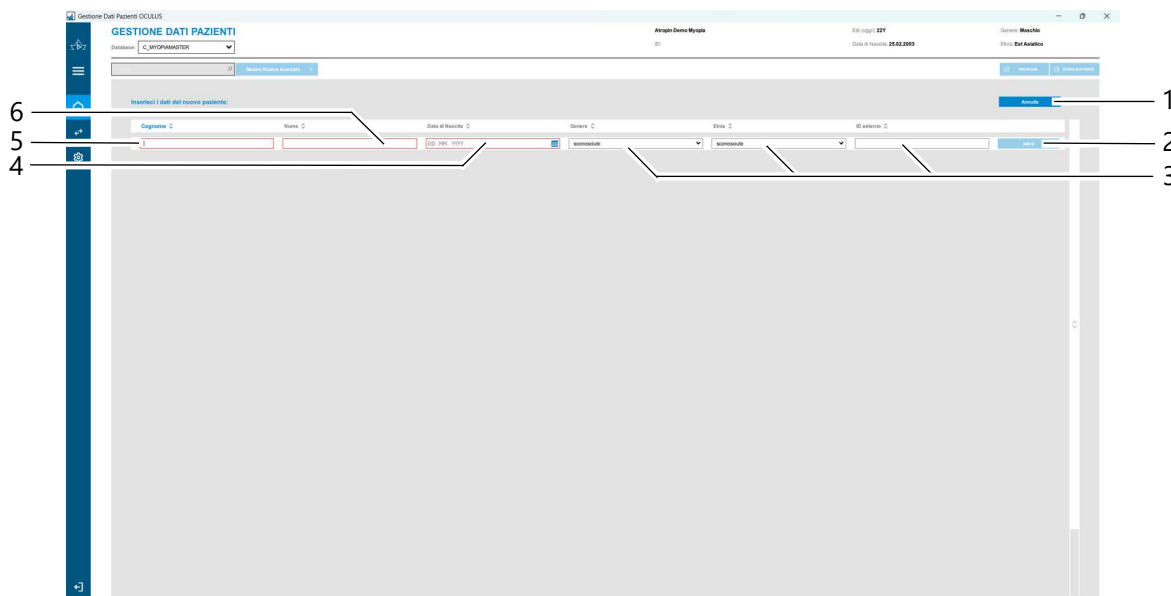 Gestione Dati Pazienti OCULUS
GESTIONE DATI PAZIENTI
Database: C_MYOPIAMASTER
Atropin Demo Myopia
ID:
Età (oggi): 22Y
Data di Nascita: 25.02.2003
Genere: Maschio
Etnia: Est Asiatico
Nuova Ricerca Avanzata
Inserisci i dati del nuovo paziente:
Annulla
1
6
Cognome
Nome
Data di Nascita
Genere
Etnia
ID esterno
5
DD . MM . YYYY
sconosciuto
sconosciuto
salva
2
4
3